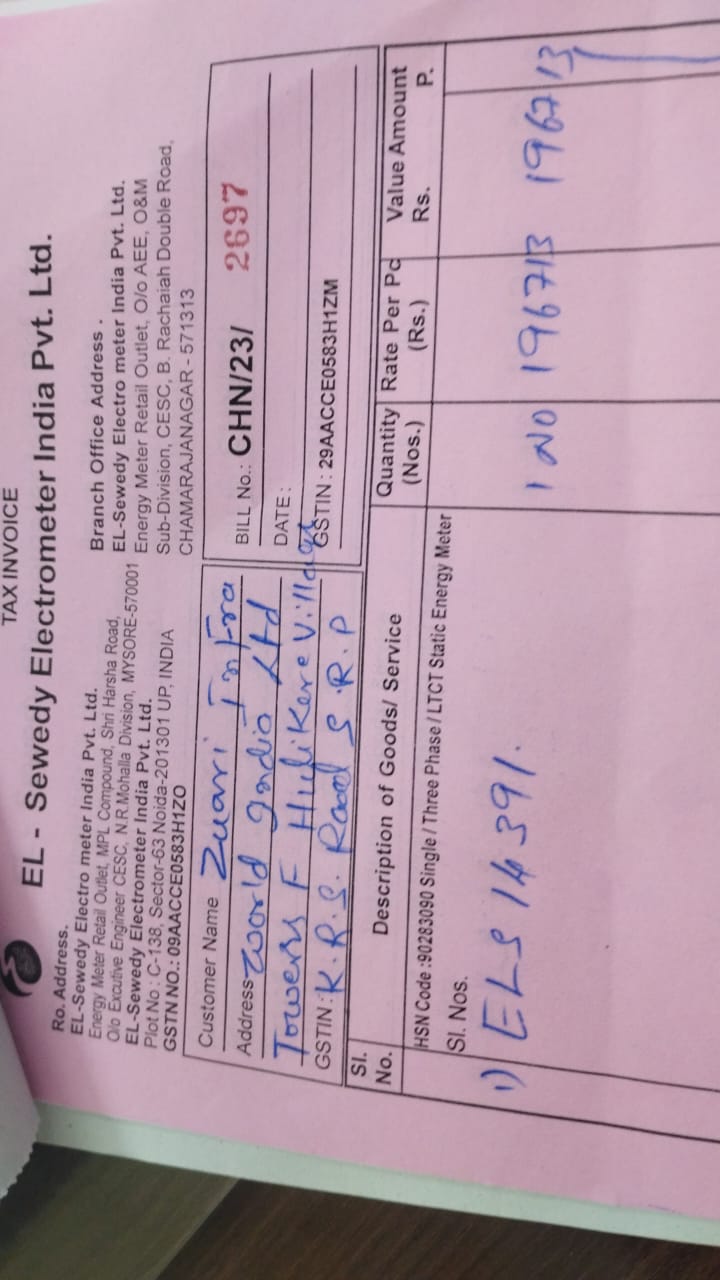 TAX INVOICE
EL - Sewedy Electrometer India Pvt. Ltd.
Ro. Address.
EL-Sewedy Electro meter India Pvt. Ltd.
Energy Meter Retail Outlet, MPL Compound, Shri Harsha Road,
O/o Excutive Engineer CESC, N.R.Mohalla Division, MYSORE-570001
EL-Sewedy Electrometer India Pvt. Ltd.
Plot No : C-138, Sector-63 Noida-201301 UP, INDIA
GSTN NO.: 09AACCE0583H1ZO
Branch Office Address .
EL-Sewedy Electro meter India Pvt. Ltd.
Energy Meter Retail Outlet, O/o AEE, O&M
Sub-Division, CESC, B. Rachaiah Double Road,
CHAMARAJANAGAR - 571313
Customer Name Zuari Infra
Address World India Ltd
Towers F Hulikere Village
GSTIN : K.R.S. Road S.R.P
BILL No.: CHN/23/ 2697
DATE :
GSTIN : 29AACCE0583H1ZM
Sl. No. Description of Goods/ Service Quantity (Nos.) Rate Per Pc (Rs.) Value Amount Rs. P.
HSN Code :90283090 Single / Three Phase / LTCT Static Energy Meter
Sl. Nos.
1) ELS 14391. 1 NO 1967 13 1967 13